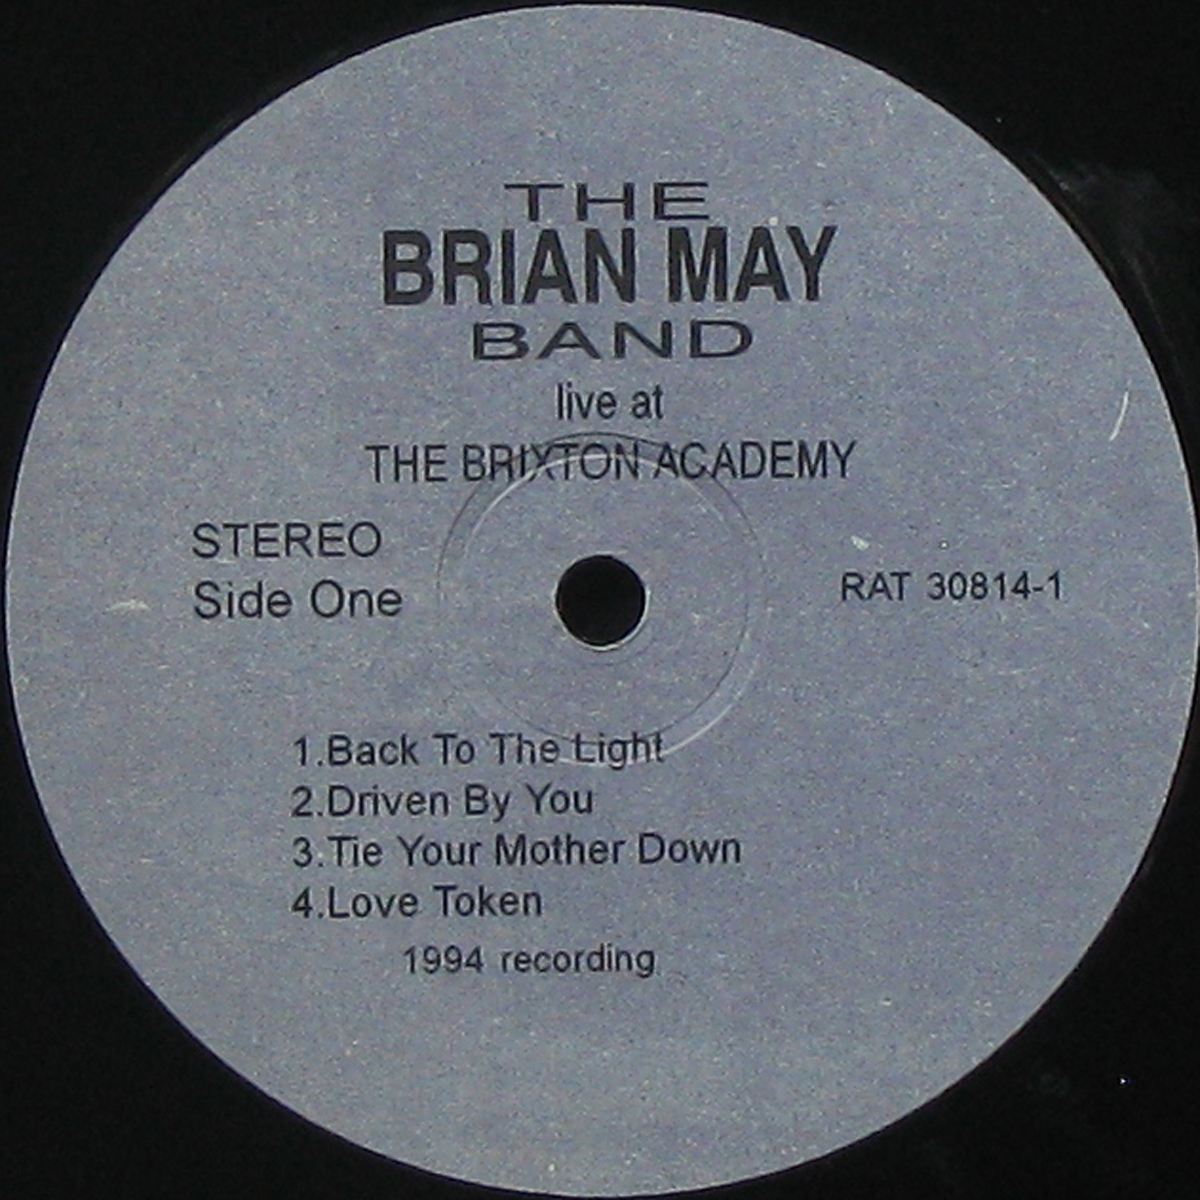 THE
BRIAN MAY
BAND
live at
THE BRIXTON ACADEMY
STEREO
Side One
RAT 30814-1
1.Back To The Light
2.Driven By You
3.Tie Your Mother Down
4.Love Token
1994 recording